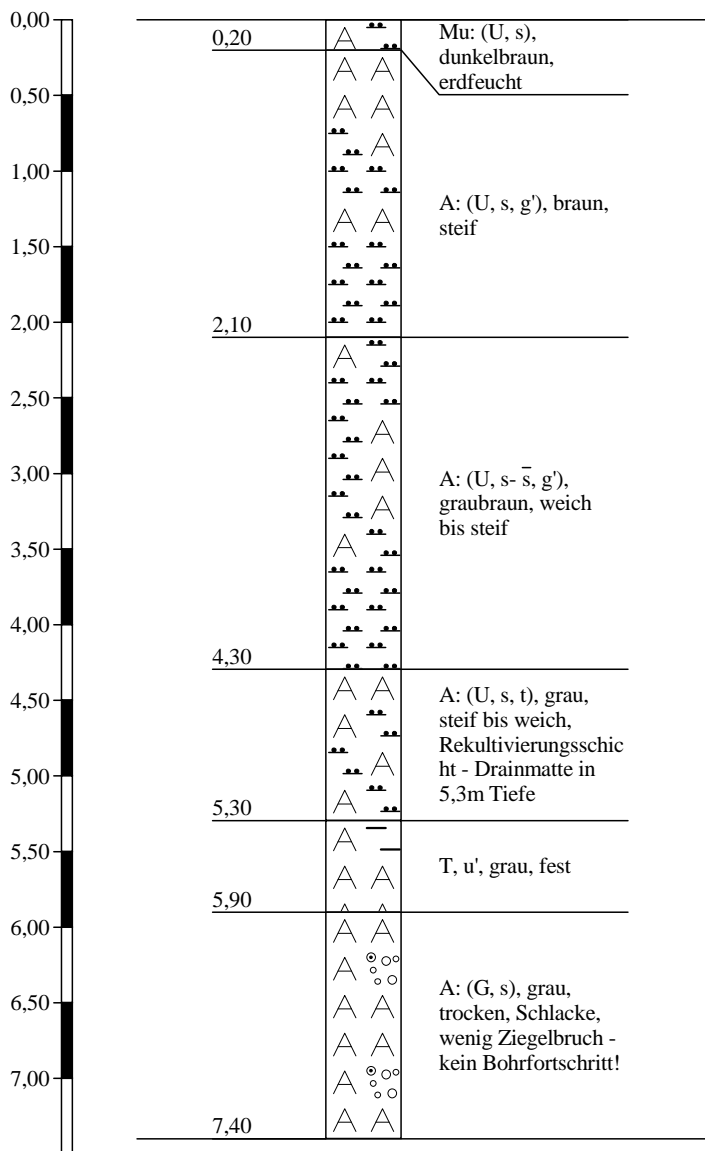 0,00
0,20
Mu: (U, s),
dunkelbraun,
erdfeucht
0,50
1,00
A: (U, s, g'), braun,
steif
1,50
2,00
2,10
2,50
3,00
A: (U, s- s̅, g'),
graubraun, weich
bis steif
3,50
4,00
4,30
4,50
A: (U, s, t), grau,
steif bis weich,
Rekultivierungsschic
ht - Drainmatte in
5,3m Tiefe
5,00
5,30
5,50
T, u', grau, fest
5,90
6,00
A: (G, s), grau,
trocken, Schlacke,
wenig Ziegelbruch -
kein Bohrfortschritt!
6,50
7,00
7,40